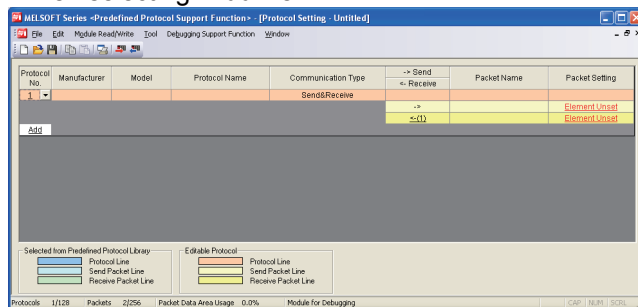 MELSOFT Series <Predefined Protocol Support Function> - [Protocol Setting - Untitled]
File Edit Module Read/Write Tool Debugging Support Function Window
Protocol No. Manufacturer Model Protocol Name Communication Type -> Send <- Receive Packet Name Packet Setting
1 Send&Receive
-> Element Unset
<-(1) Element Unset
Add
Selected from Predefined Protocol Library
Protocol Line
Send Packet Line
Receive Packet Line
Editable Protocol
Protocol Line
Send Packet Line
Receive Packet Line
Protocols 1/128 Packets 2/256 Packet Data Area Usage 0.0% Module for Debugging CAP NUM SCRL